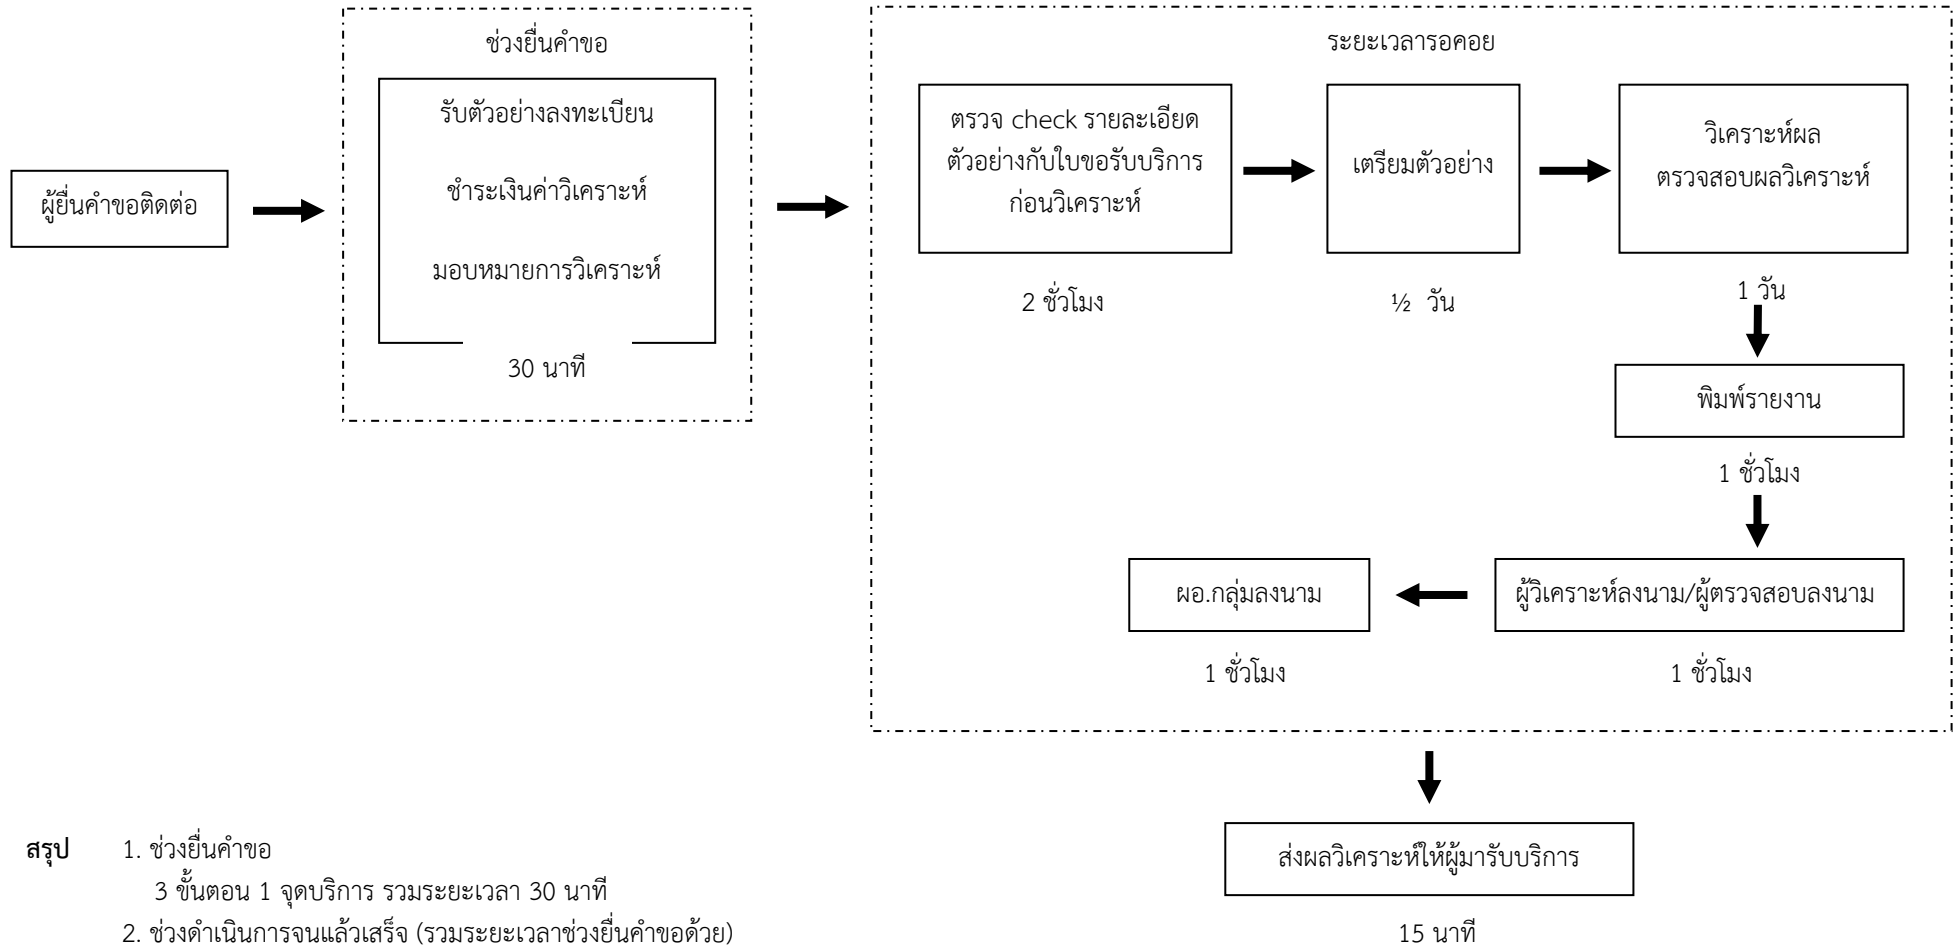 ช่วงยื่นคำขอ
รับตัวอย่างลงทะเบียน
ชำระเงินค่าวิเคราะห์
มอบหมายการวิเคราะห์
30 นาที
ผู้ยื่นคำขอติดต่อ
ระยะเวลารอคอย
ตรวจ check รายละเอียด
ตัวอย่างกับใบขอรับบริการ
ก่อนวิเคราะห์
2 ชั่วโมง
เตรียมตัวอย่าง
½ วัน
วิเคราะห์ผล
ตรวจสอบผลวิเคราะห์
1 วัน
พิมพ์รายงาน
1 ชั่วโมง
ผู้วิเคราะห์ลงนาม/ผู้ตรวจสอบลงนาม
1 ชั่วโมง
ผอ.กลุ่มลงนาม
1 ชั่วโมง
ส่งผลวิเคราะห์ให้ผู้มารับบริการ
15 นาที
สรุป 1. ช่วงยื่นคำขอ
3 ขั้นตอน 1 จุดบริการ รวมระยะเวลา 30 นาที
2. ช่วงดำเนินการจนแล้วเสร็จ (รวมระยะเวลาช่วงยื่นคำขอด้วย)